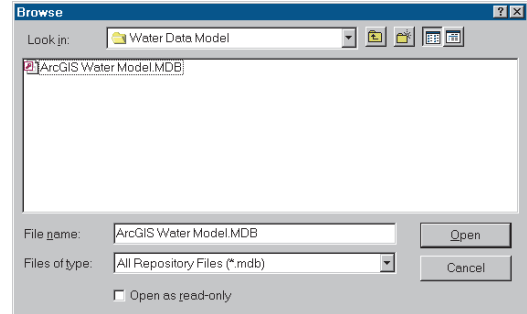 Browse
Look in: Water Data Model
ArcGIS Water Model.MDB
File name: ArcGIS Water Model.MDB Open
Files of type: All Repository Files (*.mdb) Cancel
Open as read-only